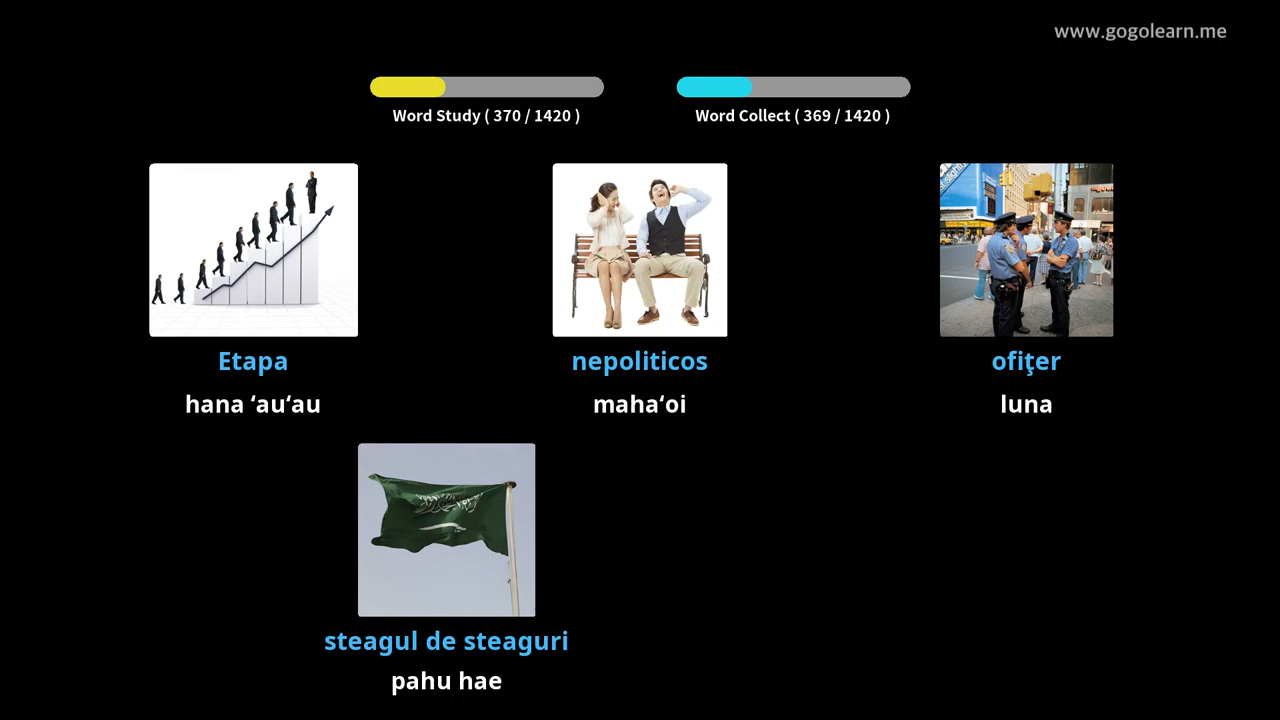 www.gogolearn.me
Word Study ( 370 / 1420 )
Word Collect ( 369 / 1420 )
Etapa
nepoliticos
ofiţer
hana ʻauʻau
mahaʻoi
luna
steagul de steaguri
pahu hae